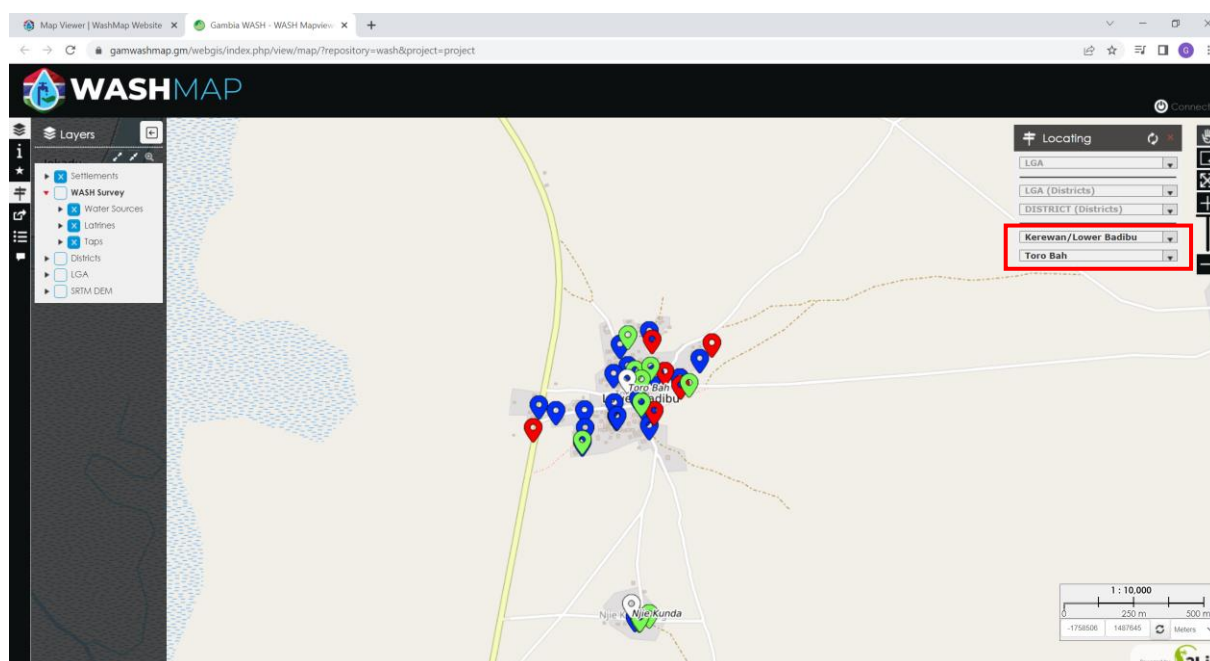 Map Viewer | WashMap Website
Gambia WASH - WASH Mapview
gamwashmap.gm/webgis/index.php/view/map/?repository=wash&project=project
G
WASHMAP
Connect
Layers
Settlements
WASH Survey
Water Sources
Latrines
Taps
Districts
LGA
SRTM DEM
Locating
LGA
LGA (Districts)
DISTRICT (Districts)
Kerewan/Lower Badibu
Toro Bah
Toro Bah
Njie Kunda
1 : 10,000
0 250 m 500 m
-1758506 1487645 Meters